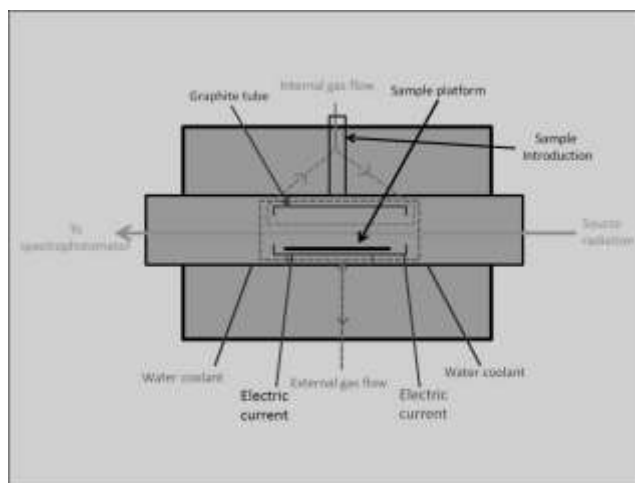 Internal gas flow
Graphite tube
Sample platform
Sample
Introduction
To
spectrophotometer
Source
radiation
Water coolant
External gas flow
Water coolant
Electric
current
Electric
current